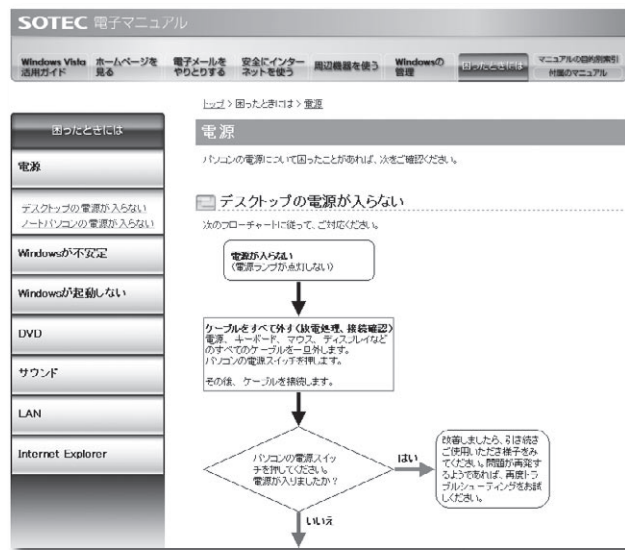 SOTEC 電子マニュアル
Windows Vista
活用ガイド
ホームページを
見る
電子メールを
やりとりする
安全にインター
ネットを使う
周辺機器を使う
Windowsの
管理
困ったときには
マニュアルの目的別索引
付属のマニュアル
トップ > 困ったときには > 電源
困ったときには
電源
デスクトップの電源が入らない
ノートパソコンの電源が入らない
Windowsが不安定
Windowsが起動しない
DVD
サウンド
LAN
Internet Explorer
電源
パソコンの電源について困ったことがあれば、次をご確認ください。
デスクトップの電源が入らない
次のフローチャートに従って、ご対応ください。
電源が入らない
(電源ランプが点灯しない)
ケーブルをすべて外す(放電処理、接続確認)
電源、キーボード、マウス、ディスプレイなど
のすべてのケーブルを一旦外します。
パソコンの電源スイッチを押します。
その後、ケーブルを接続します。
パソコンの電源スイッ
チを押してください。
電源が入りましたか?
はい
改善しましたら、引き続き
ご使用いただき様子をみ
てください。問題が再発す
るようであれば、再度トラ
ブルシューティングをお試
しください。
いいえ